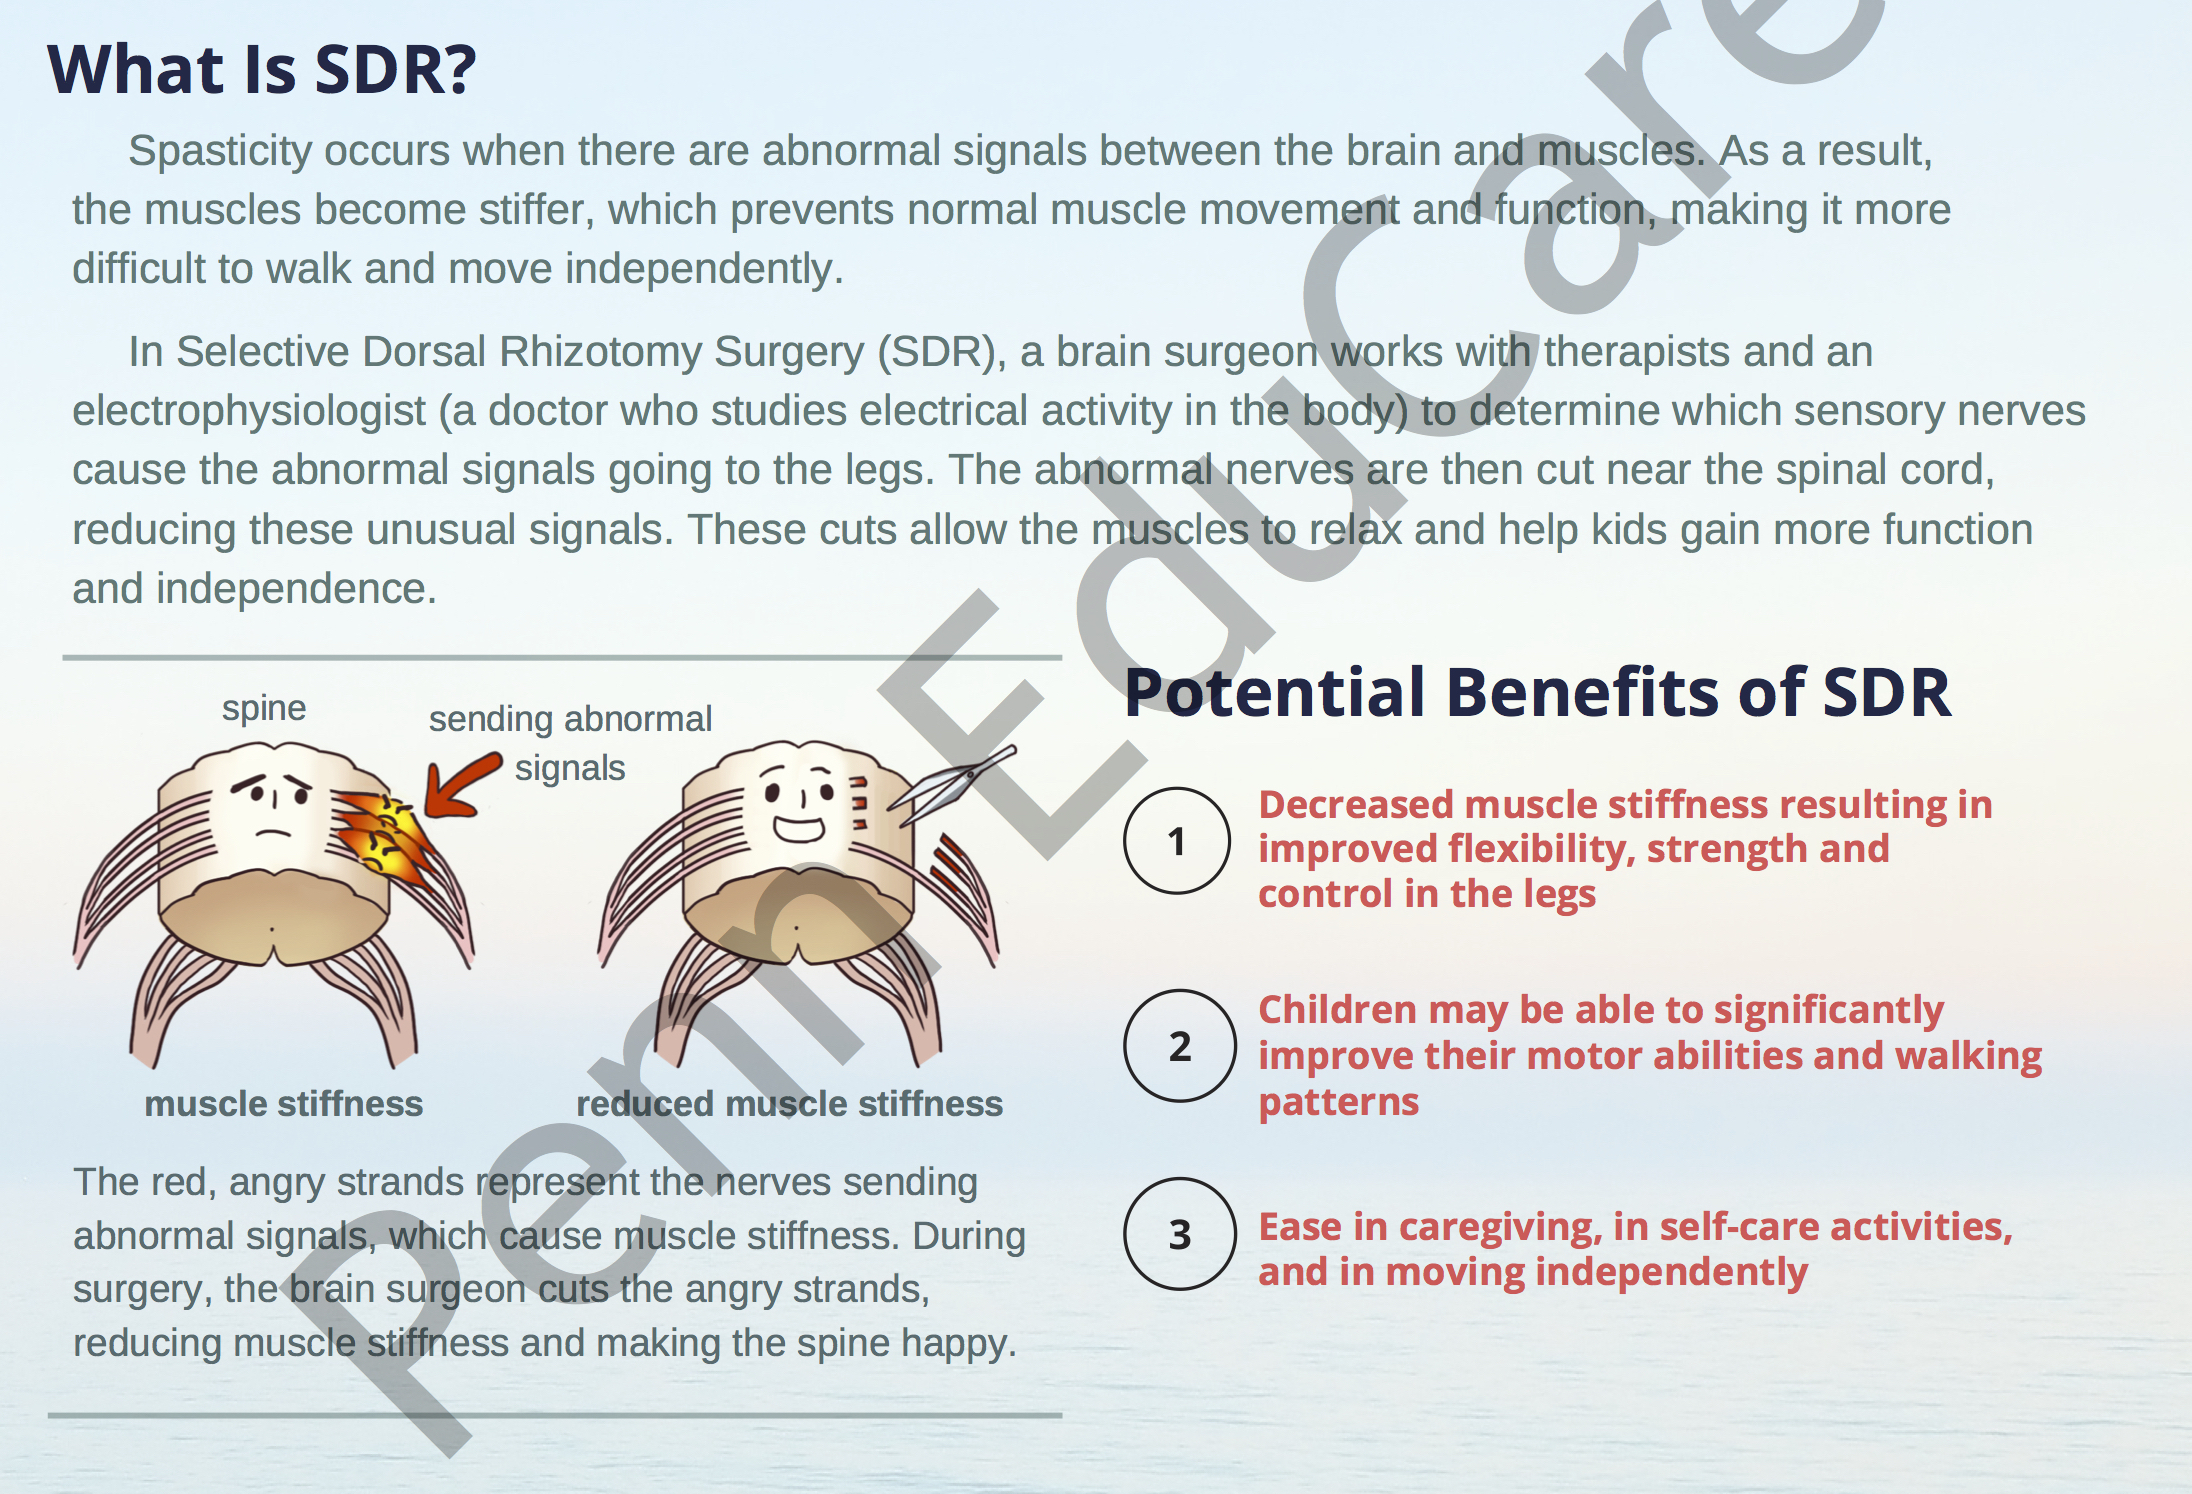 What Is SDR?
Spasticity occurs when there are abnormal signals between the brain and muscles. As a result,
the muscles become stiffer, which prevents normal muscle movement and function, making it more
difficult to walk and move independently.
In Selective Dorsal Rhizotomy Surgery (SDR), a brain surgeon works with therapists and an
electrophysiologist (a doctor who studies electrical activity in the body) to determine which sensory nerves
cause the abnormal signals going to the legs. The abnormal nerves are then cut near the spinal cord,
reducing these unusual signals. These cuts allow the muscles to relax and help kids gain more function
and independence.
spine
sending abnormal
signals
muscle stiffness
reduced muscle stiffness
The red, angry strands represent the nerves sending
abnormal signals, which cause muscle stiffness. During
surgery, the brain surgeon cuts the angry strands,
reducing muscle stiffness and making the spine happy.
Potential Benefits of SDR
1
Decreased muscle stiffness resulting in
improved flexibility, strength and
control in the legs
2
Children may be able to significantly
improve their motor abilities and walking
patterns
3
Ease in caregiving, in self-care activities,
and in moving independently
Penn EduCare